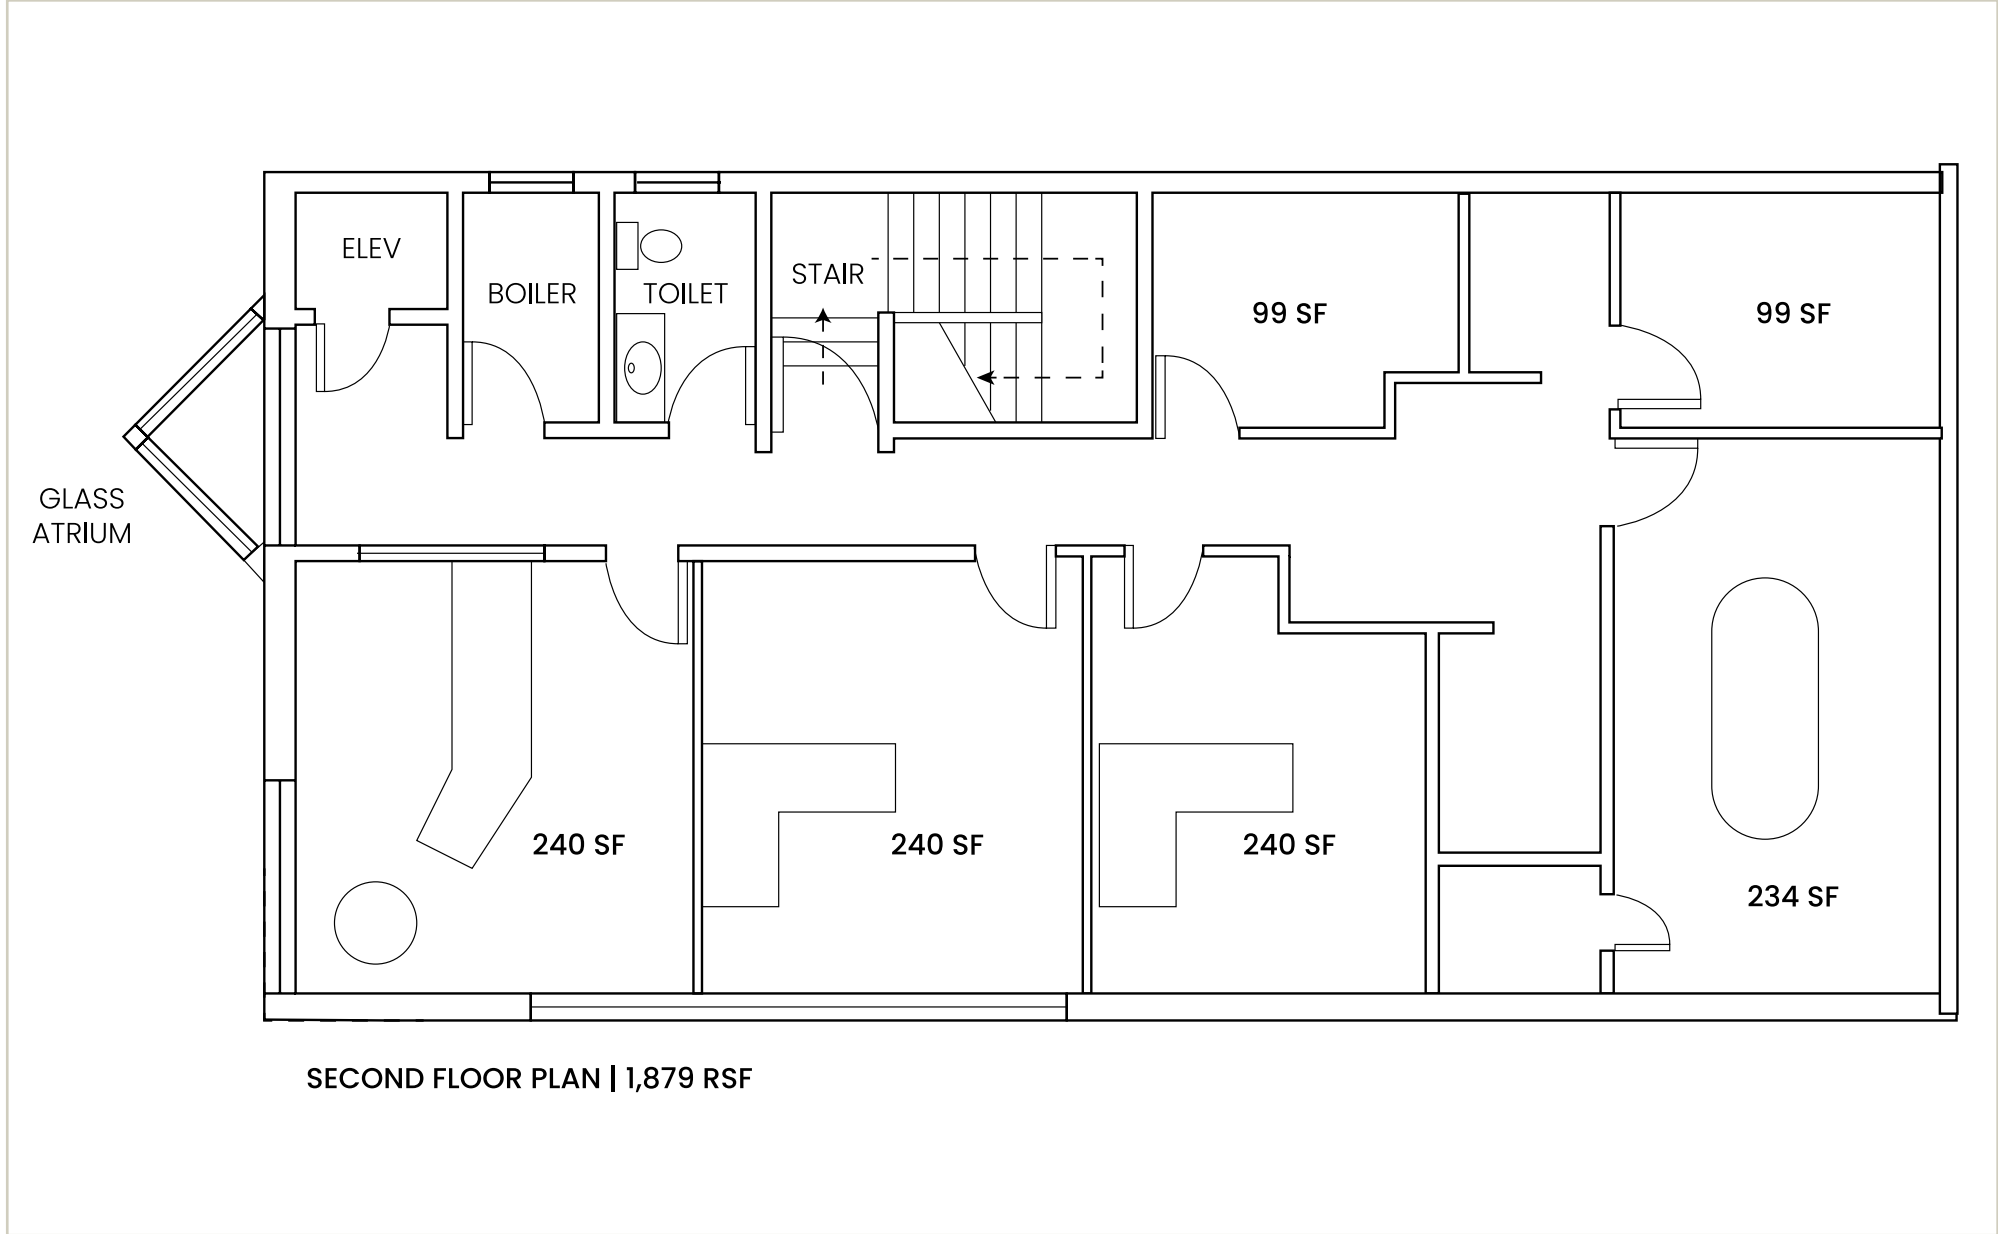 ELEV
BOILER
TOILET
STAIR
99 SF
99 SF
GLASS
ATRIUM
240 SF
240 SF
240 SF
234 SF
SECOND FLOOR PLAN | 1,879 RSF